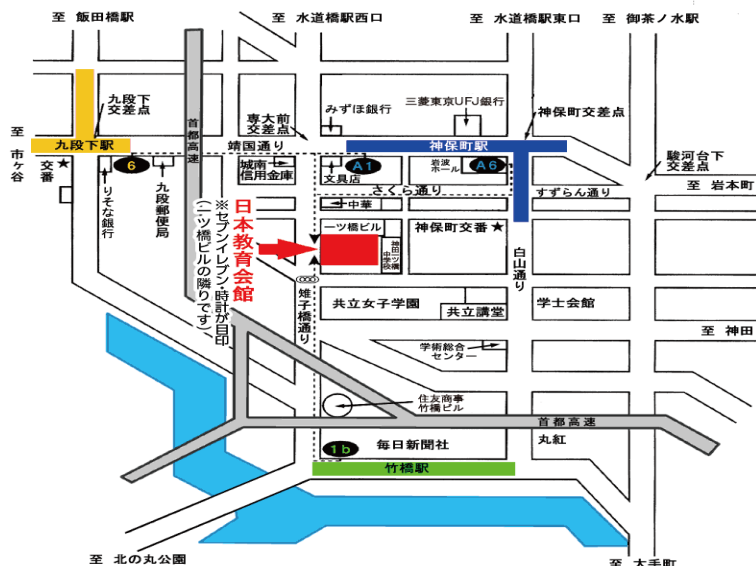 至 飯田橋駅
至 水道橋駅西口
至 水道橋駅東口
至 御茶ノ水駅
九段下
交差点
首都高速
専大前
交差点
みずほ銀行
三菱東京UFJ銀行
神保町交差点
至 市ヶ谷
九段下駅
靖国通り
神保町駅
駿河台下
交差点
交番★
6
城南
信用金庫
A1
文具店
岩波
ホール
A6
さくら通り
すずらん通り
至 岩本町
りそな銀行
九段郵便局
中華
一ツ橋ビル
神保町交番★
神田一ツ橋
中学校
白山通り
日本教育会館
※セブンイレブン・時計が目印
(一ツ橋ビルの隣りです)
雉子橋通り
共立女子学園
共立講堂
学士会館
至 神田
学術総合
センター
住友商事
竹橋ビル
首都高速
1b
毎日新聞社
丸紅
竹橋駅
至 北の丸公園
至 大手町